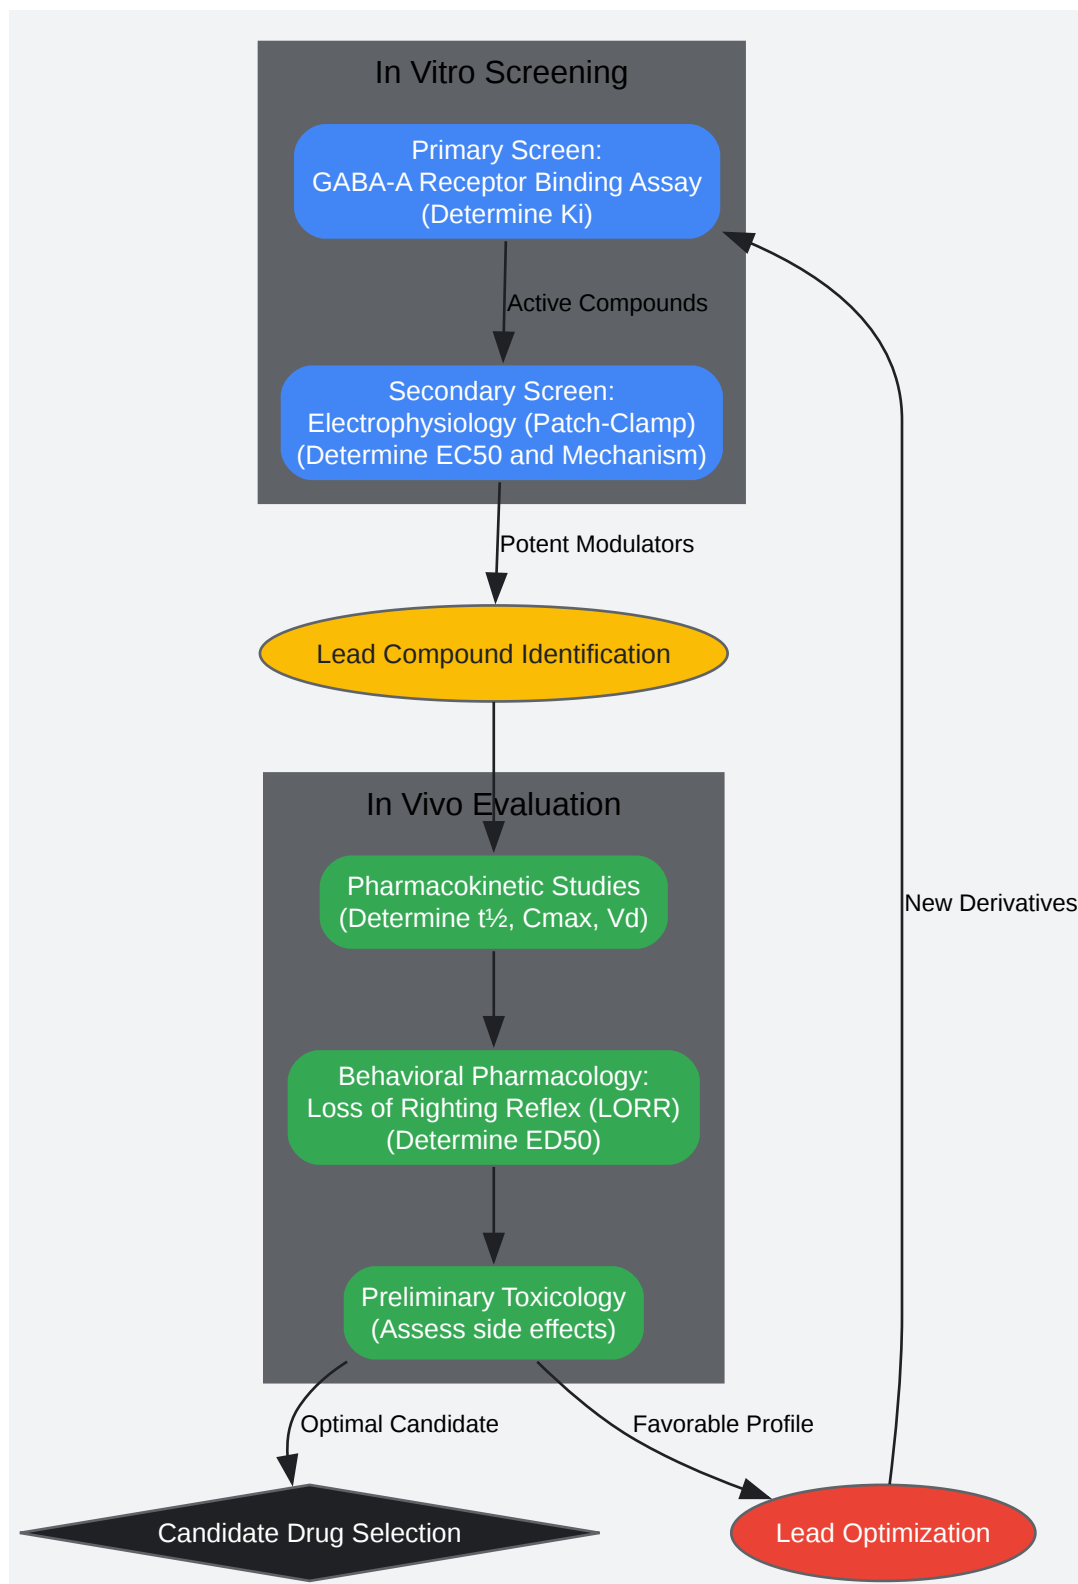 In Vitro Screening
Primary Screen:
GABA-A Receptor Binding Assay
(Determine Ki)
Active Compounds
Secondary Screen:
Electrophysiology (Patch-Clamp)
(Determine EC50 and Mechanism)
Potent Modulators
Lead Compound Identification
In Vivo Evaluation
Pharmacokinetic Studies
(Determine t½, Cmax, Vd)
New Derivatives
Behavioral Pharmacology:
Loss of Righting Reflex (LORR)
(Determine ED50)
Preliminary Toxicology
(Assess side effects)
Optimal Candidate
Favorable Profile
Candidate Drug Selection
Lead Optimization